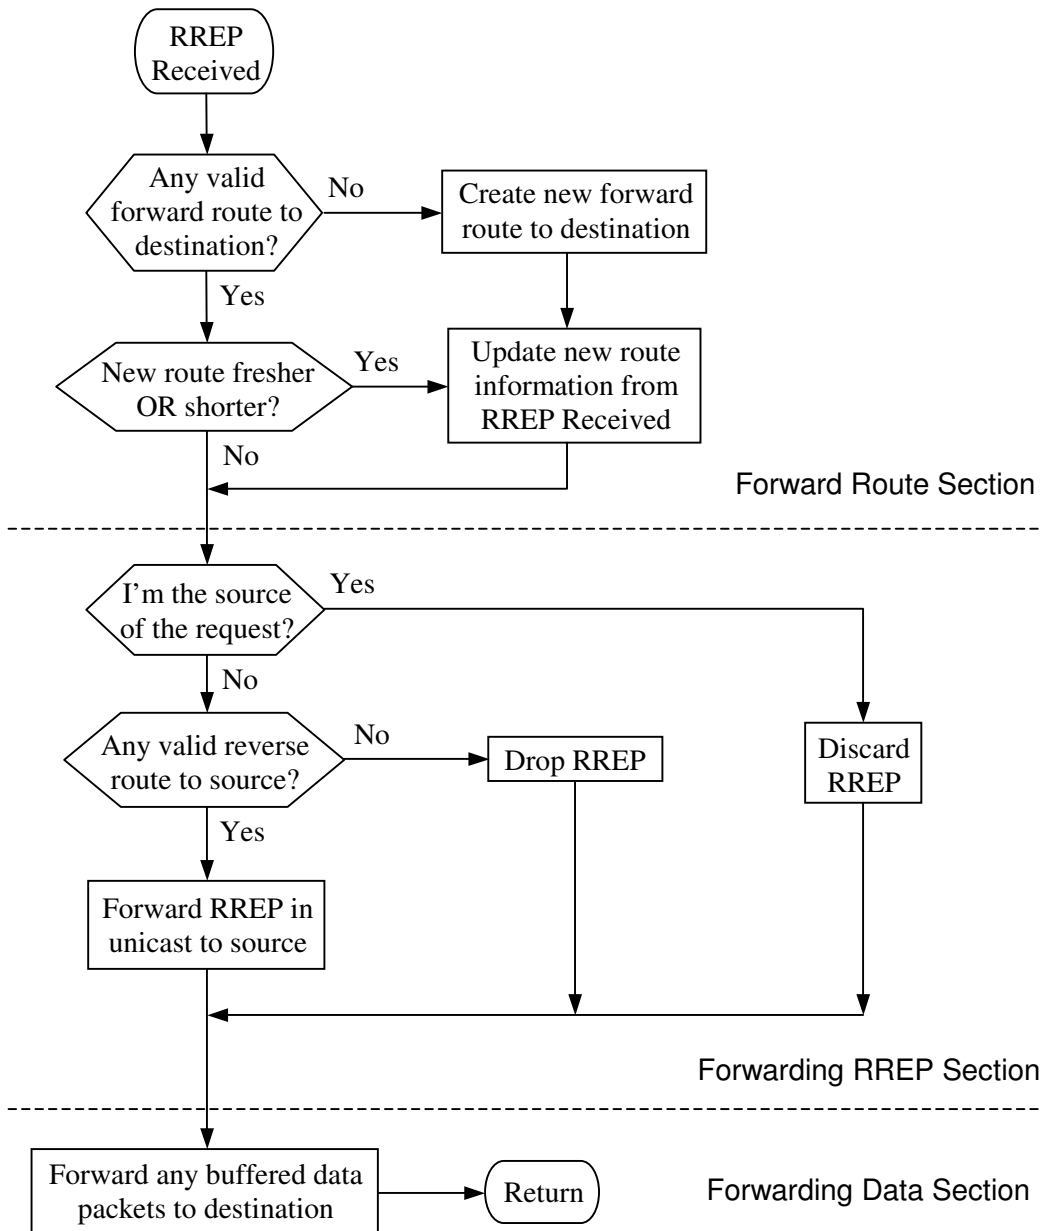 RREP
Received
Any valid
forward route to
destination?
No
Create new forward
route to destination
Yes
New route fresher
OR shorter?
Yes
Update new route
information from
RREP Received
No
Forward Route Section
I'm the source
of the request?
Yes
No
Any valid reverse
route to source?
No
Drop RREP
Discard
RREP
Yes
Forward RREP in
unicast to source
Forwarding RREP Section
Forward any buffered data
packets to destination
Return
Forwarding Data Section